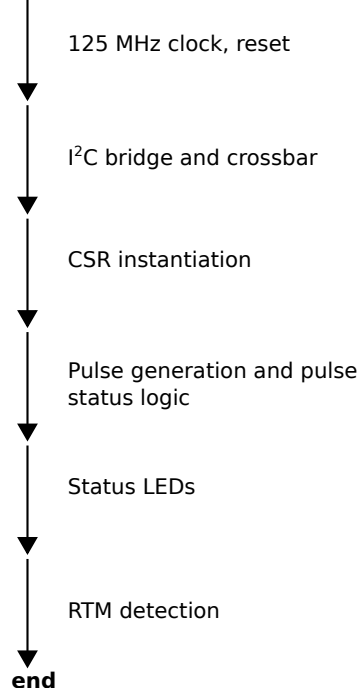 125 MHz clock, reset
I²C bridge and crossbar
CSR instantiation
Pulse generation and pulse
status logic
Status LEDs
RTM detection
end